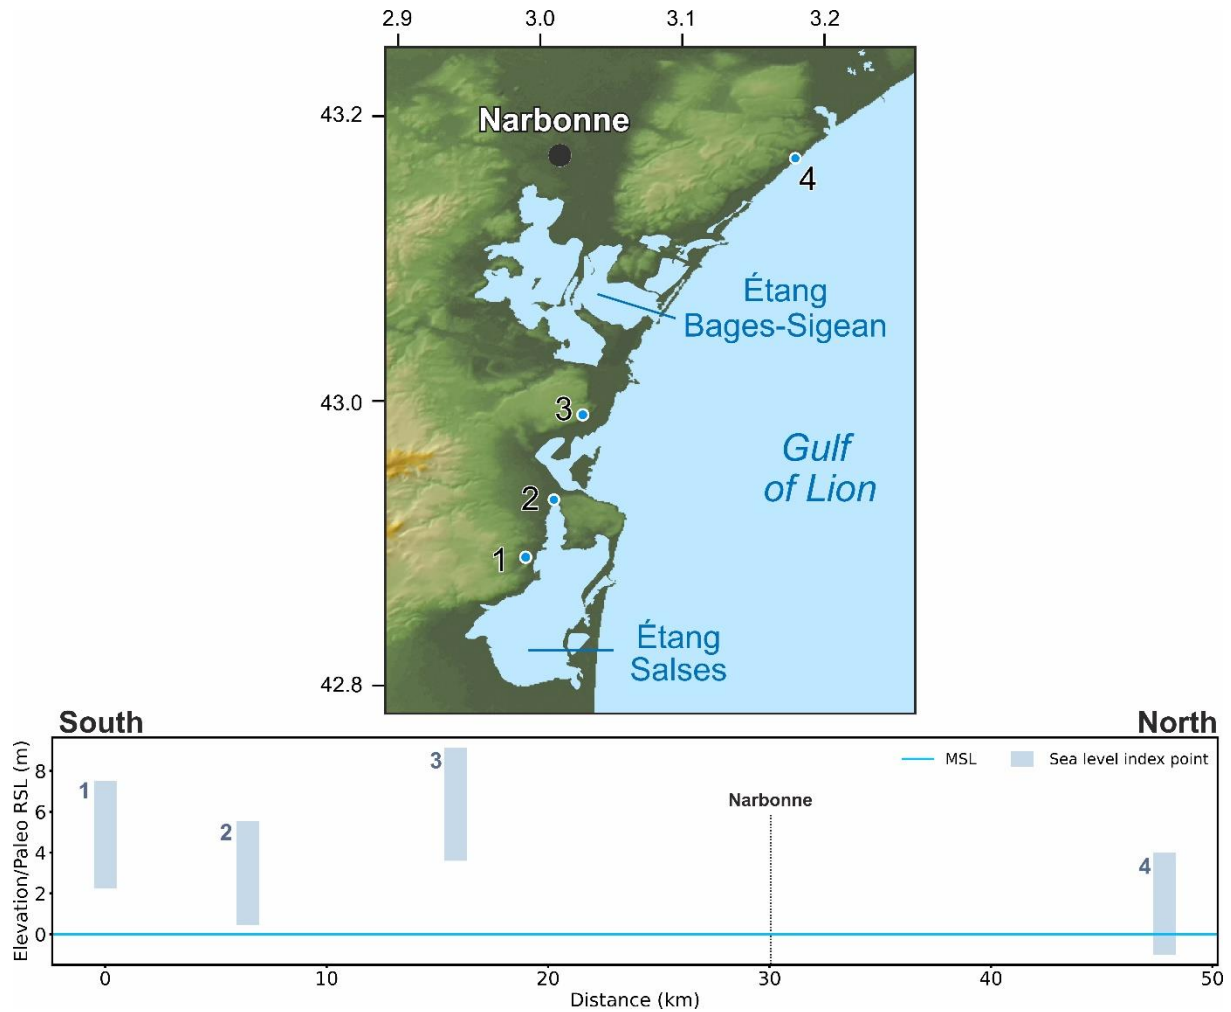 2.9 3.0 3.1 3.2
43.2
43.0
42.8
Narbonne
4
Étang
Bages-Sigean
3
Gulf
of Lion
2
1
Étang
Salses
South North
Elevation/Paleo RSL (m)
8
6
4
2
0
1
2
3
4
Narbonne
MSL
Sea level index point
0 10 20 30 40 50
Distance (km)